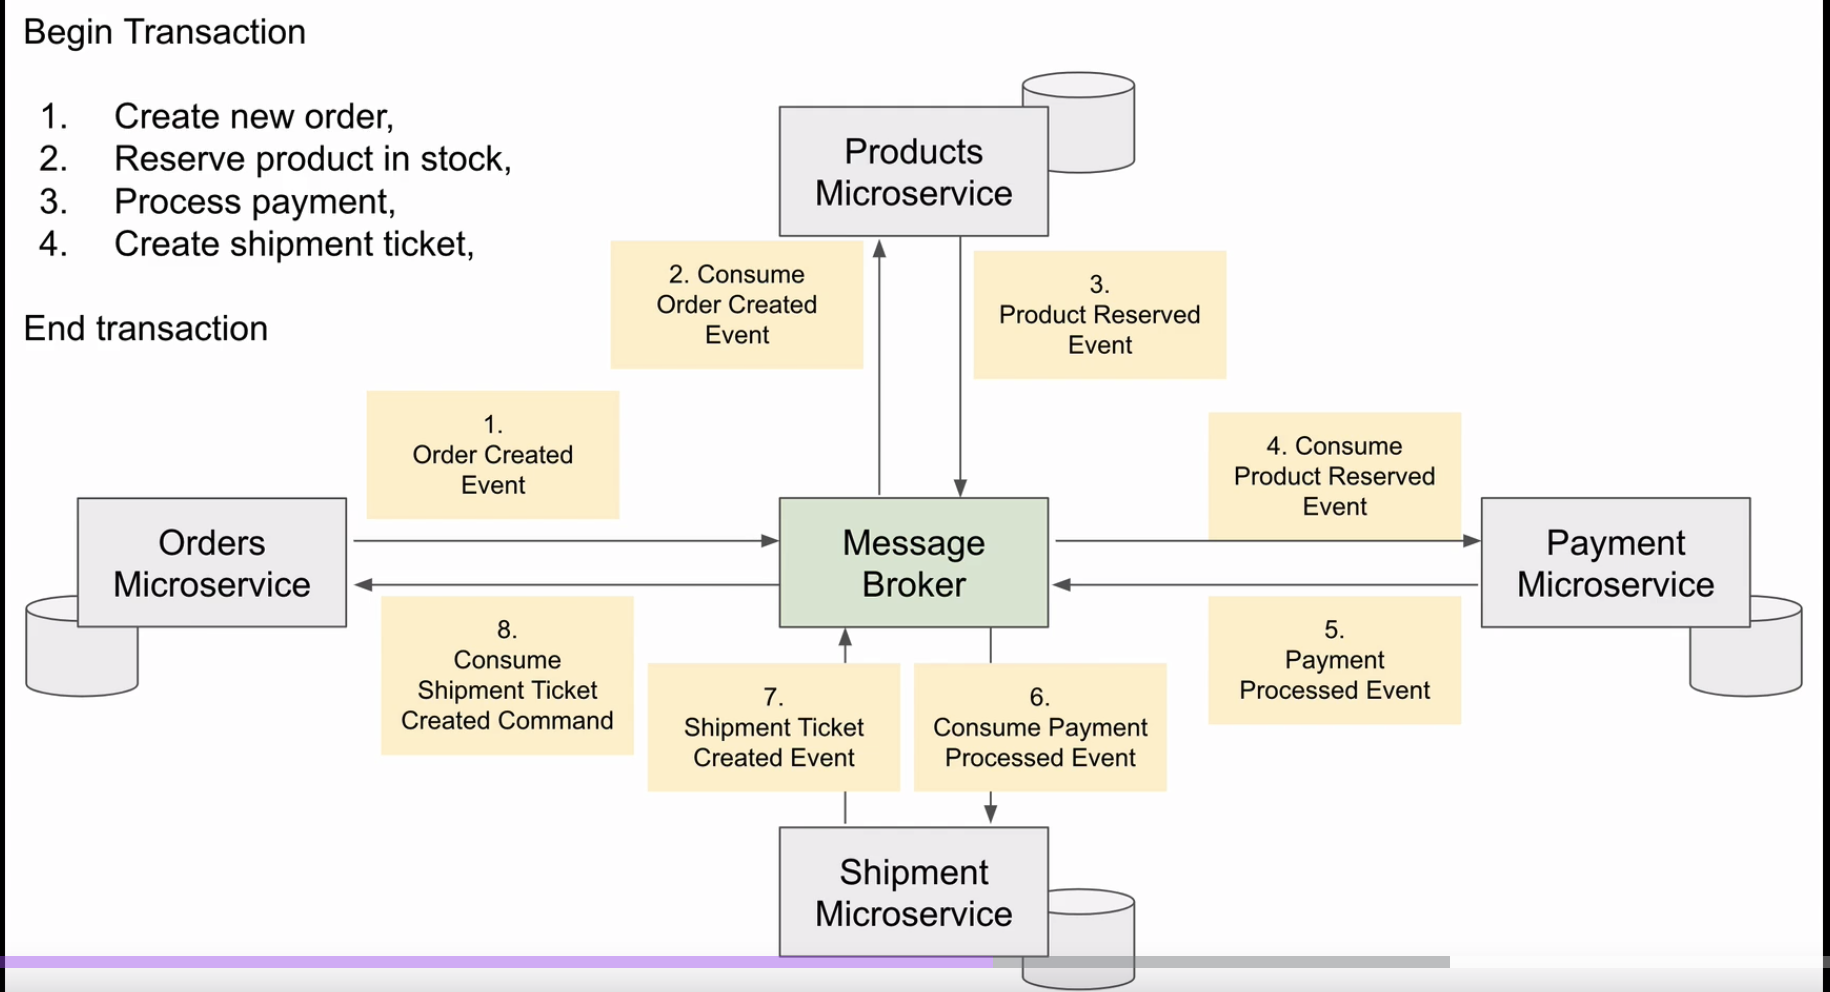 Begin Transaction
1. Create new order,
2. Reserve product in stock,
3. Process payment,
4. Create shipment ticket,
End transaction
Products
Microservice
2. Consume
Order Created
Event
3.
Product Reserved
Event
1.
Order Created
Event
4. Consume
Product Reserved
Event
Orders
Microservice
Message
Broker
Payment
Microservice
8.
Consume
Shipment Ticket
Created Command
7.
Shipment Ticket
Created Event
6.
Consume Payment
Processed Event
5.
Payment
Processed Event
Shipment
Microservice